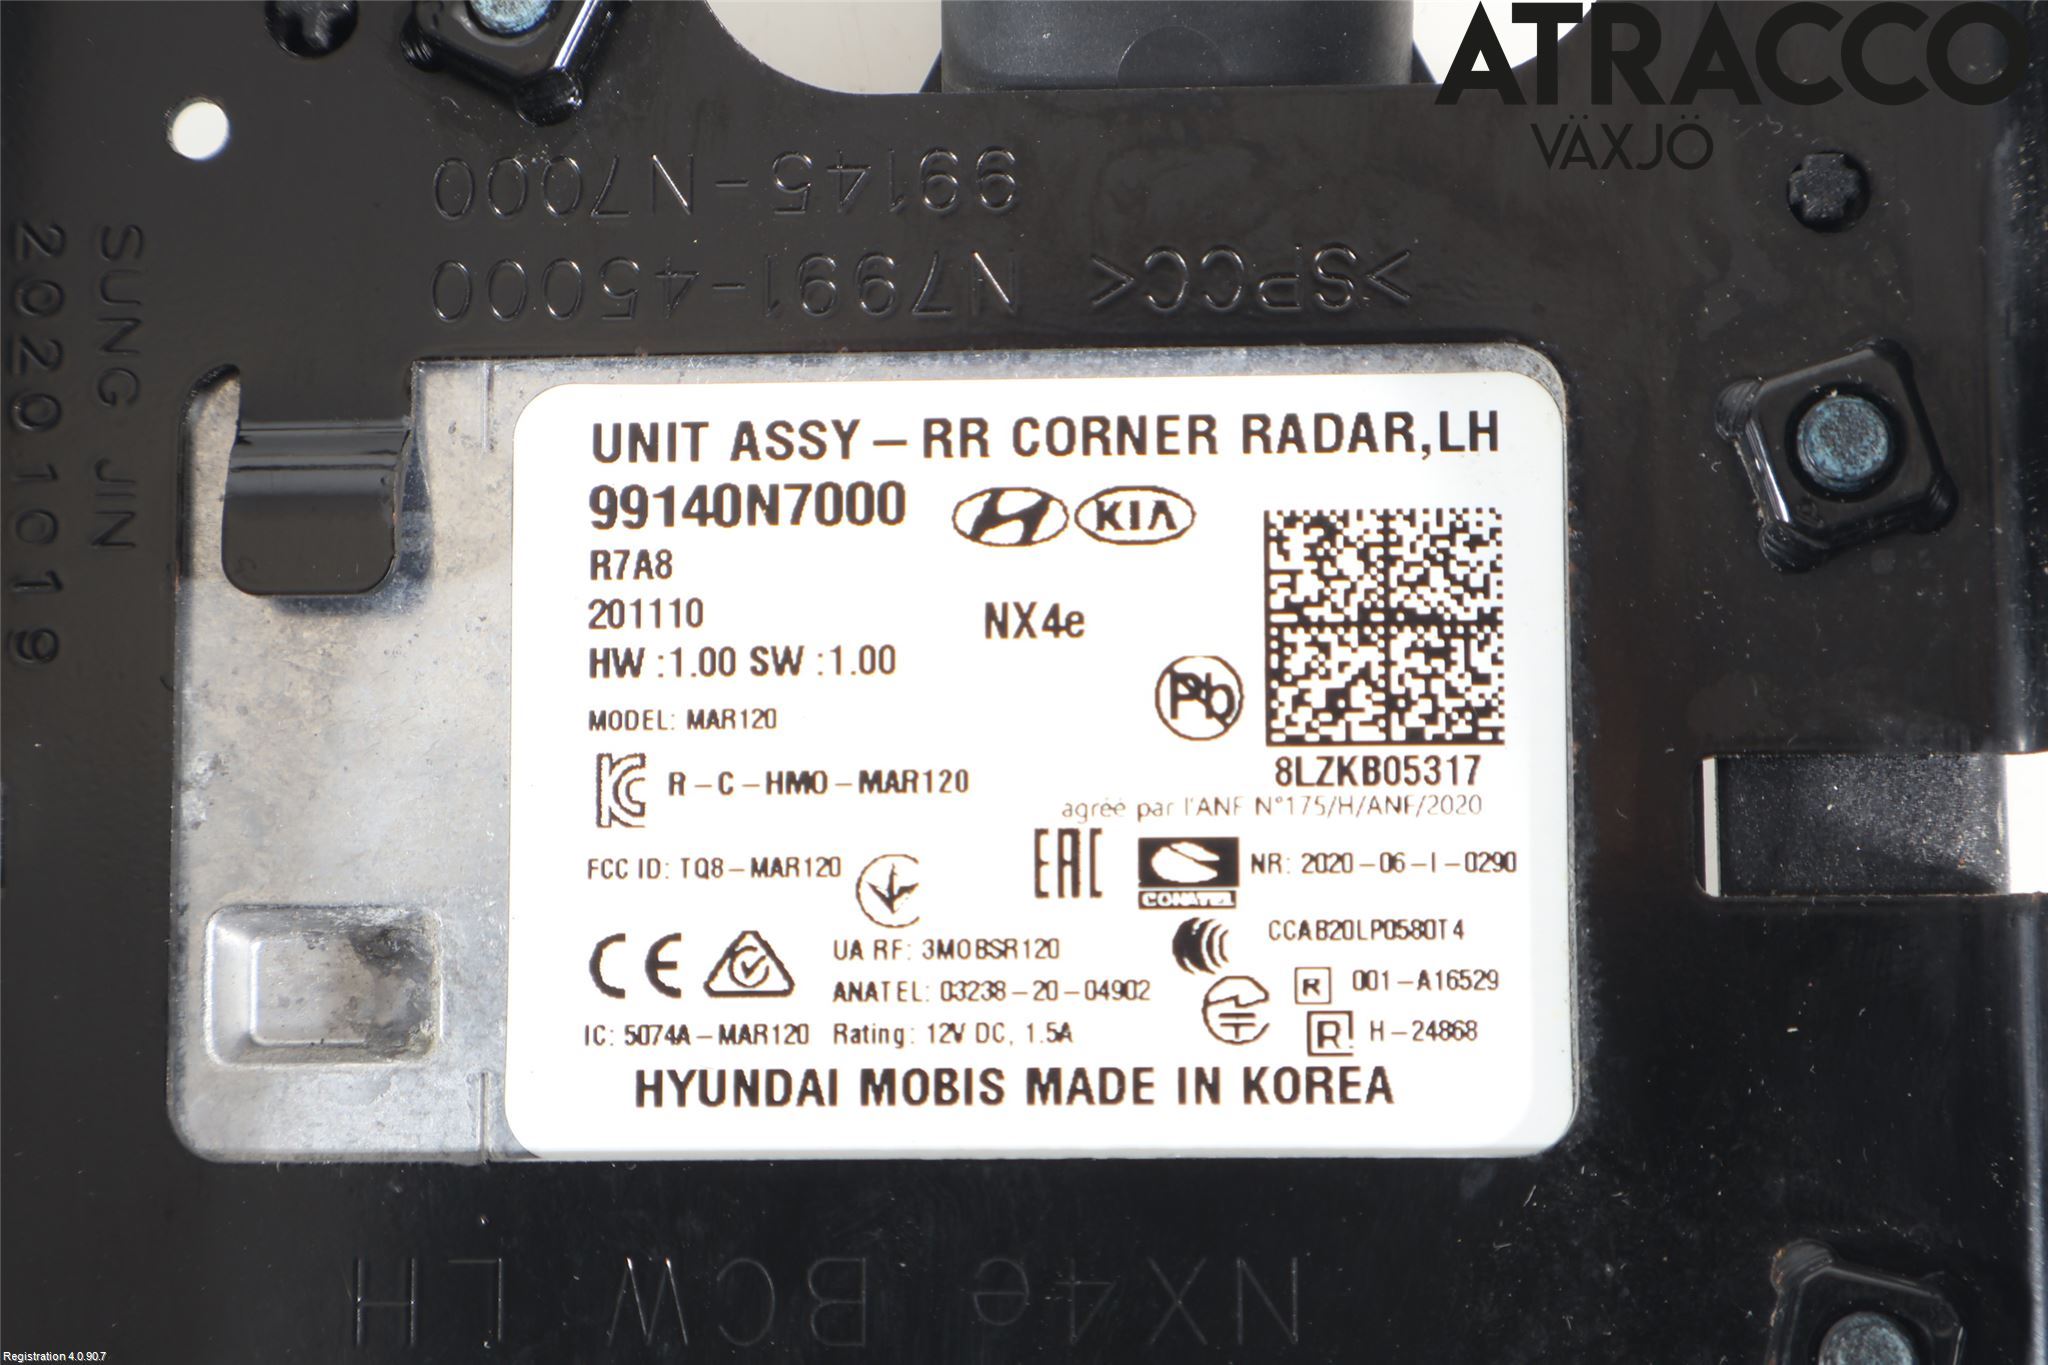 ATRACCO
VÄXJÖ
99145-N7000
N7991-45000 >SPCC<
SUNG JIN
20201019
UNIT ASSY – RR CORNER RADAR,LH
99140N7000
KIA
R7A8
201110
NX4e
HW :1.00 SW :1.00
Pb
MODEL: MAR120
8LZKB05317
R-C-HMO-MAR120
agréé par l'ANF N°175/H/ANF/2020
FCC ID: TQ8-MAR120
EAC
CONATEL
NR: 2020-06-I-0290
CE
UA RF: 3MOBSR120
CCAB20LP0580T4
ANATEL: 03238-20-04902
R 001-A16529
IC: 5074A-MAR120 Rating: 12V DC, 1.5A
R H-24868
HYUNDAI MOBIS MADE IN KOREA
NX4e BCW LH
Registration 4.0.90.7